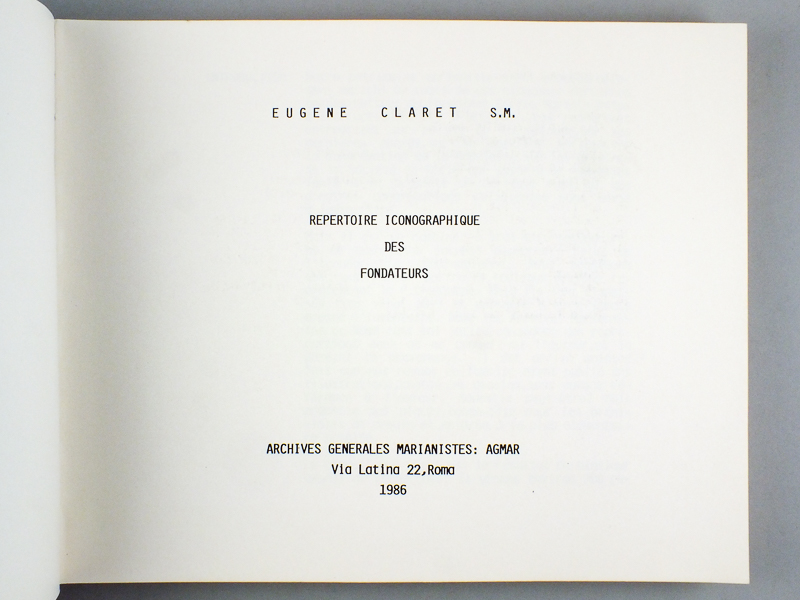 EUGENE CLARET S.M.
REPERTOIRE ICONOGRAPHIQUE
DES
FONDATEURS
ARCHIVES GENERALES MARIANISTES: AGMAR
Via Latina 22,Roma
1986